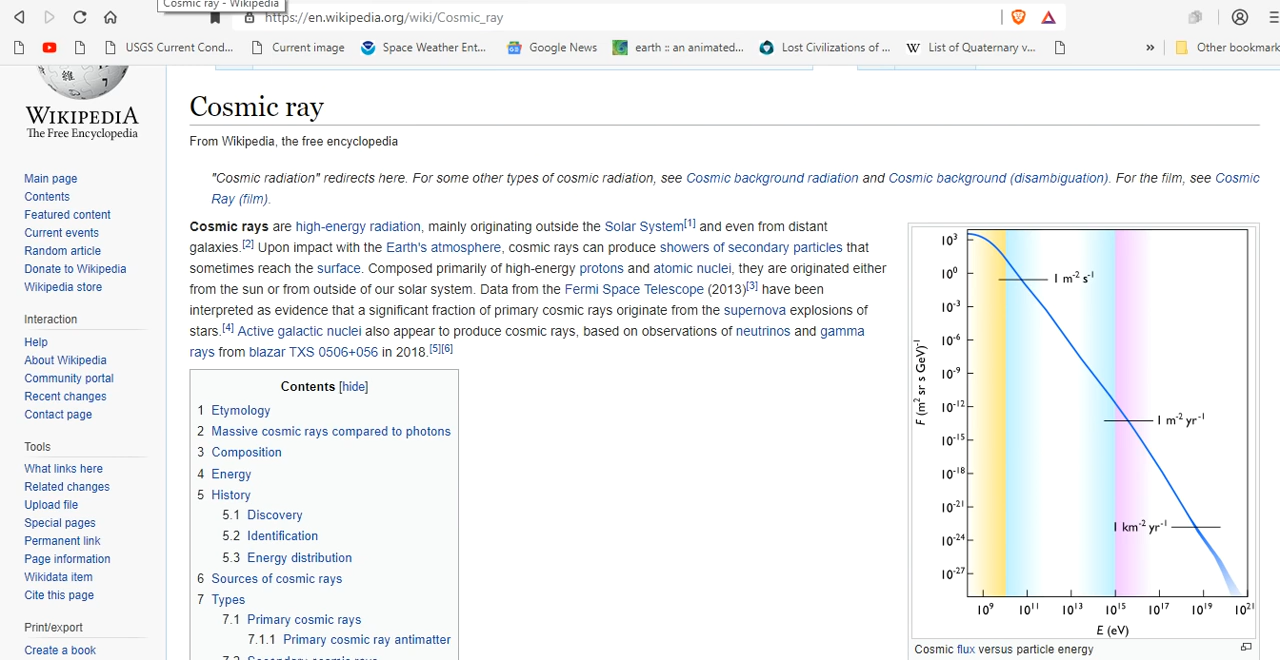 Cosmic ray - Wikipedia
https://en.wikipedia.org/wiki/Cosmic_ray
USGS Current Cond... Current image Space Weather Ent... Google News earth :: an animated... Lost Civilizations of ... W List of Quaternary v... » Other bookmark
維 7
WIKIPEDIA
The Free Encyclopedia
Main page
Contents
Featured content
Current events
Random article
Donate to Wikipedia
Wikipedia store
Interaction
Help
About Wikipedia
Community portal
Recent changes
Contact page
Tools
What links here
Related changes
Upload file
Special pages
Permanent link
Page information
Wikidata item
Cite this page
Print/export
Create a book
Cosmic ray
From Wikipedia, the free encyclopedia
"Cosmic radiation" redirects here. For some other types of cosmic radiation, see Cosmic background radiation and Cosmic background (disambiguation). For the film, see Cosmic
Ray (film).
Cosmic rays are high-energy radiation, mainly originating outside the Solar System[1] and even from distant
galaxies.[2] Upon impact with the Earth's atmosphere, cosmic rays can produce showers of secondary particles that
sometimes reach the surface. Composed primarily of high-energy protons and atomic nuclei, they are originated either
from the sun or from outside of our solar system. Data from the Fermi Space Telescope (2013)[3] have been
interpreted as evidence that a significant fraction of primary cosmic rays originate from the supernova explosions of
stars.[4] Active galactic nuclei also appear to produce cosmic rays, based on observations of neutrinos and gamma
rays from blazar TXS 0506+056 in 2018.[5][6]
Contents [hide]
1 Etymology
2 Massive cosmic rays compared to photons
3 Composition
4 Energy
5 History
5.1 Discovery
5.2 Identification
5.3 Energy distribution
6 Sources of cosmic rays
7 Types
7.1 Primary cosmic rays
7.1.1 Primary cosmic ray antimatter
7.2 Secondary cosmic rays
F (m² sr s GeV)⁻¹
10³
10⁰
10⁻³
10⁻⁶
10⁻⁹
10⁻¹²
10⁻¹⁵
10⁻¹⁸
10⁻²¹
10⁻²⁴
10⁻²⁷
1 m⁻² s⁻¹
1 m⁻² yr⁻¹
1 km⁻² yr⁻¹
10⁹ 10¹¹ 10¹³ 10¹⁵ 10¹⁷ 10¹⁹ 10²¹
E (eV)
Cosmic flux versus particle energy